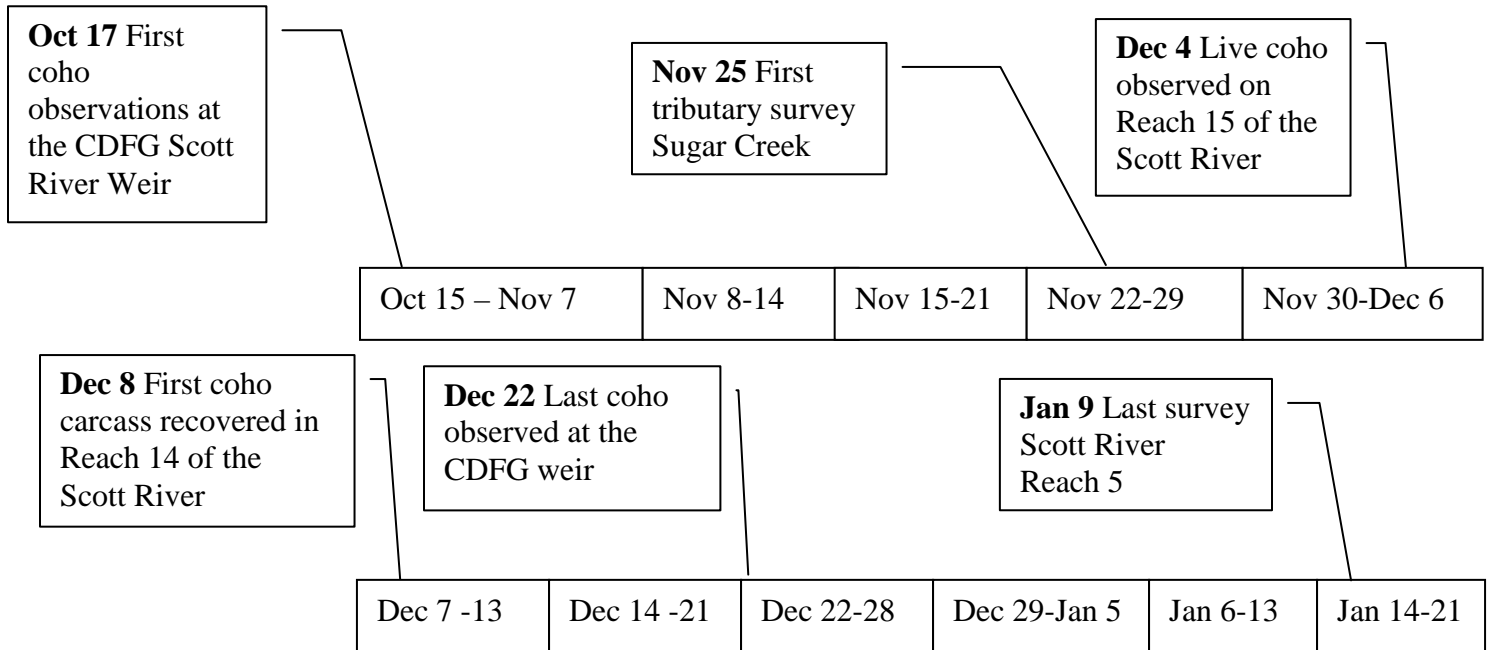 Oct 17 First
coho
observations at
the CDFG Scott
River Weir
Nov 25 First
tributary survey
Sugar Creek
Dec 4 Live coho
observed on
Reach 15 of the
Scott River
Oct 15 – Nov 7
Nov 8-14
Nov 15-21
Nov 22-29
Nov 30-Dec 6
Dec 8 First coho
carcass recovered in
Reach 14 of the
Scott River
Dec 22 Last coho
observed at the
CDFG weir
Jan 9 Last survey
Scott River
Reach 5
Dec 7 -13
Dec 14 -21
Dec 22-28
Dec 29-Jan 5
Jan 6-13
Jan 14-21